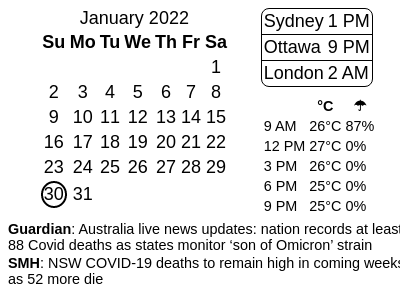 January 2022
Su Mo Tu We Th Fr Sa
1
2 3 4 5 6 7 8
9 10 11 12 13 14 15
16 17 18 19 20 21 22
23 24 25 26 27 28 29
30 31
Sydney 1 PM
Ottawa 9 PM
London 2 AM
°C ☂
9 AM 26°C 87%
12 PM 27°C 0%
3 PM 26°C 0%
6 PM 25°C 0%
9 PM 25°C 0%
Guardian: Australia live news updates: nation records at least
88 Covid deaths as states monitor ‘son of Omicron’ strain
SMH: NSW COVID-19 deaths to remain high in coming weeks
as 52 more die